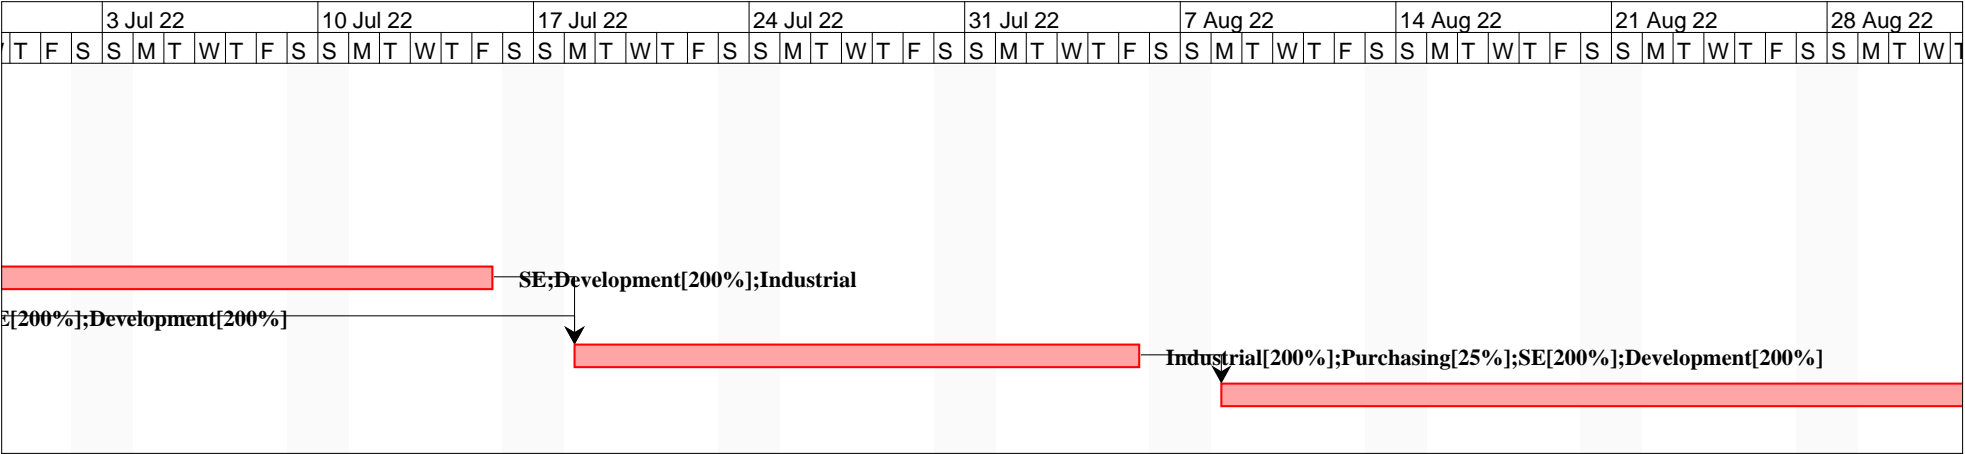 3 Jul 22 10 Jul 22 17 Jul 22 24 Jul 22 31 Jul 22 7 Aug 22 14 Aug 22 21 Aug 22 28 Aug 22
T F S S M T W T F S S M T W T F S S M T W T F S S M T W T F S S M T W T F S S M T W T F S S M T W T F S S M T W T F S S M T W
SE;Development[200%];Industrial
[200%];Development[200%]
Industrial[200%];Purchasing[25%];SE[200%];Development[200%]